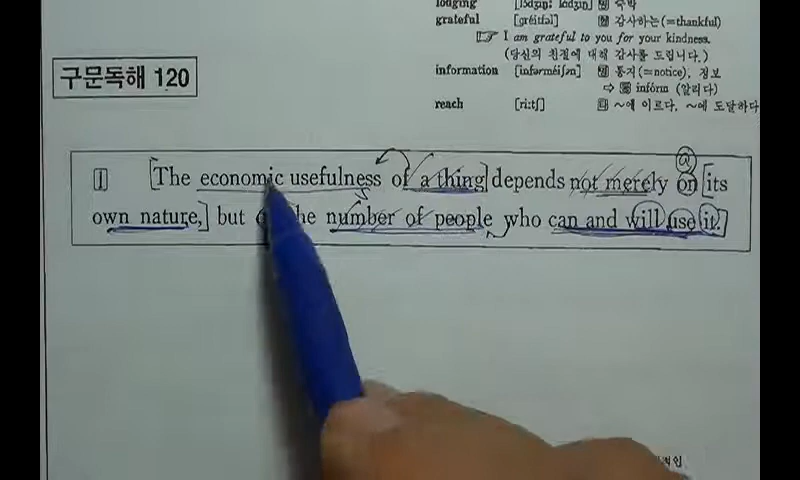 lodging 숙박
grateful [gréitfəl] 감사하는(=thankful)
☞ I am grateful to you for your kindness.
(당신의 친절에 대해 감사를 드립니다.)
information [infərméiʃən] 통지(=notice), 정보
⇨ 동 infórm (알리다)
reach [riːtʃ] ~에 이르다, ~에 도달하다
구문독해 120
1 [The economic usefulness of a thing] depends not merely on [its
own nature,] but the number of people who can and will use it.]